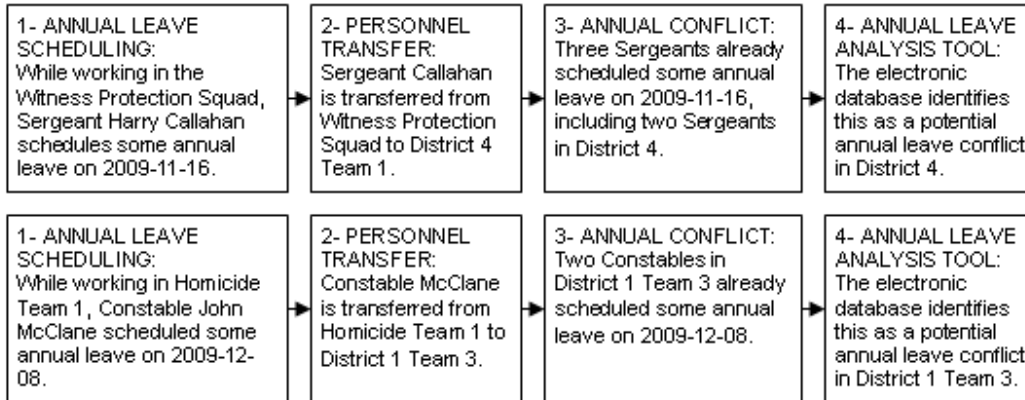 1- ANNUAL LEAVE
SCHEDULING:
While working in the
Witness Protection Squad,
Sergeant Harry Callahan
schedules some annual
leave on 2009-11-16.
2- PERSONNEL
TRANSFER:
Sergeant Callahan
is transferred from
Witness Protection
Squad to District 4
Team 1.
3- ANNUAL CONFLICT:
Three Sergeants already
scheduled some annual
leave on 2009-11-16,
including two Sergeants
in District 4.
4- ANNUAL LEAVE
ANALYSIS TOOL:
The electronic
database identifies
this as a potential
annual leave conflict
in District 4.
1- ANNUAL LEAVE
SCHEDULING:
While working in Homicide
Team 1, Constable John
McClane scheduled some
annual leave on 2009-12-
08.
2- PERSONNEL
TRANSFER:
Constable McClane
is transferred from
Homicide Team 1 to
District 1 Team 3.
3- ANNUAL CONFLICT:
Two Constables in
District 1 Team 3 already
scheduled some annual
leave on 2009-12-08.
4- ANNUAL LEAVE
ANALYSIS TOOL:
The electronic
database identifies
this as a potential
annual leave conflict
in District 1 Team 3.